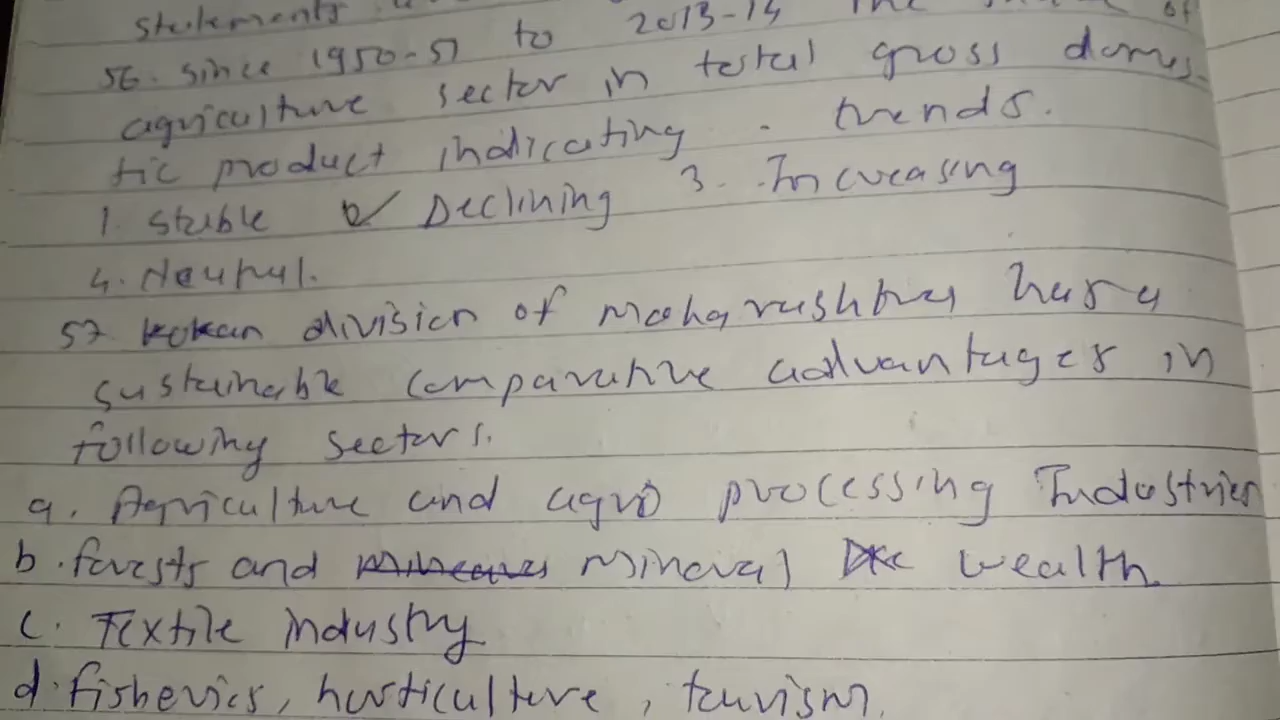 statements
56. Since 1950-51 to 2013-14 The of
agriculture sector in total gross domes-
tic product indicating . trends.
1. Stable 2 Declining 3. Increasing
4. Neutral.
57 Kokan division of Maharashtra has a
sustainable comparative advantages in
following sectors.
a. Agriculture and agro processing Industries
b. forests and Mineral wealth
c. Textile industry
d. fisheries, horticulture, tourism.